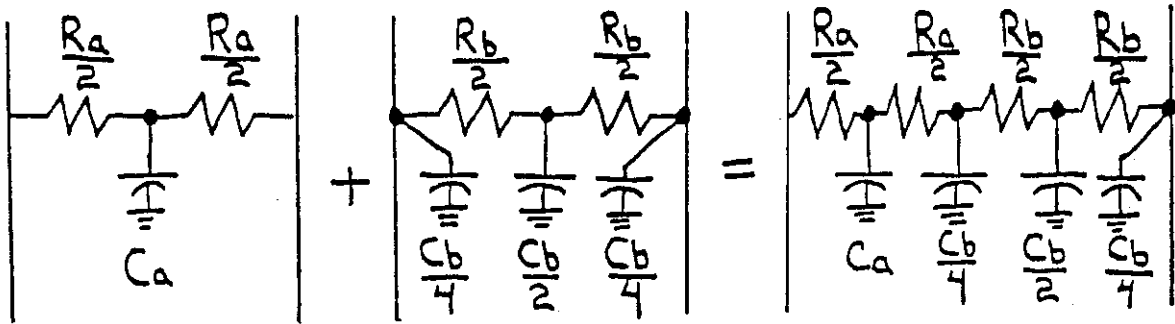 Ra/2 Ra/2
Ca
+
Rb/2 Rb/2
Cb/4 Cb/2 Cb/4
=
Ra/2 Ra/2 Rb/2 Rb/2
Ca Cb/4 Cb/2 Cb/4